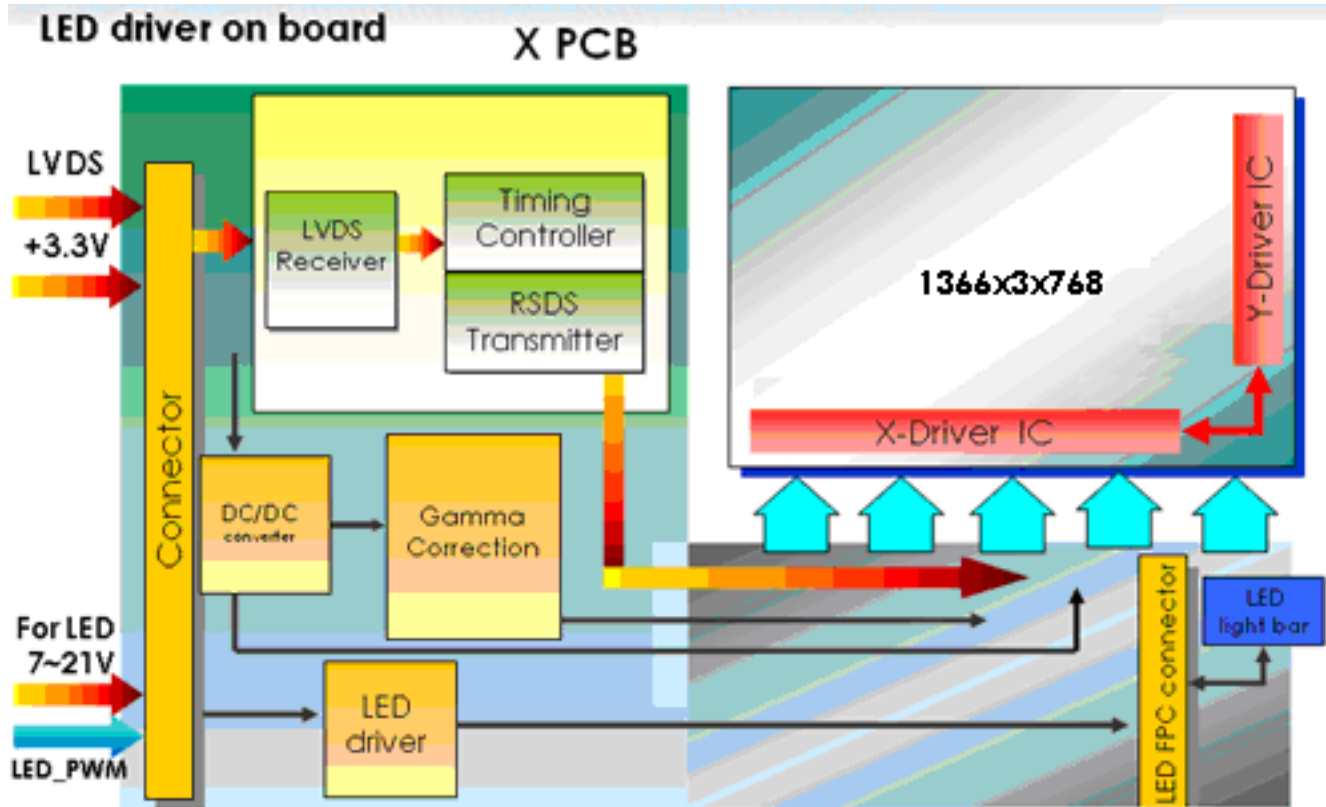 LED driver on board
X PCB
LVDS
+3.3V
Connector
LVDS
Receiver
Timing
Controller
RSDS
Transmitter
DC/DC
converter
Gamma
Correction
For LED
7~21V
LED_PWM
LED
driver
1366x3x768
Y-Driver IC
X-Driver IC
LED FPC connector
LED
light bar